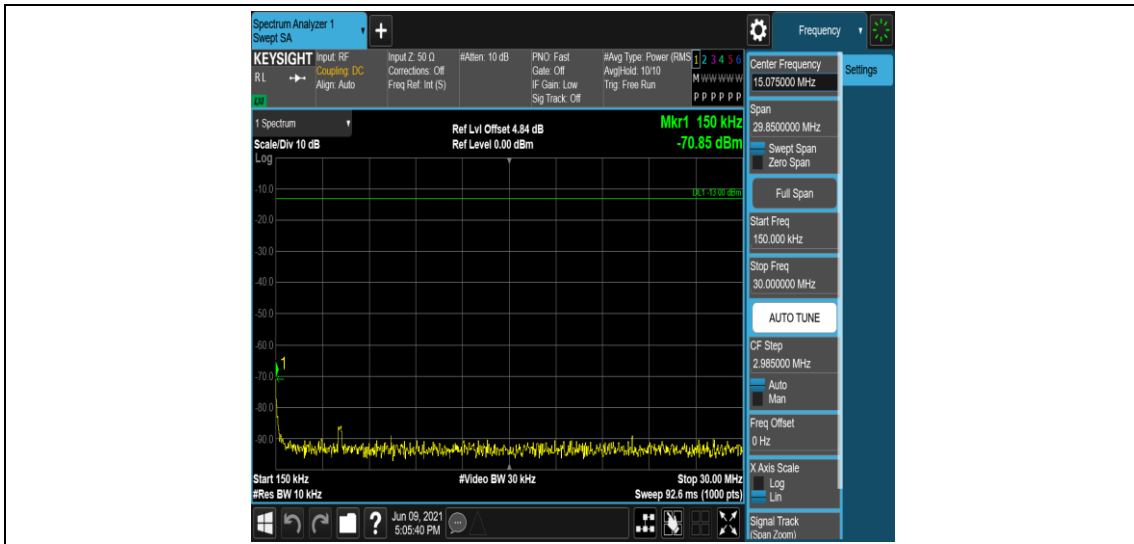 Spectrum Analyzer 1
Swept SA
+
Frequency
KEYSIGHT
RL
LXI
Input: RF
Coupling: DC
Align: Auto
Input Z: 50 Ω
Corrections: Off
Freq Ref: Int (S)
#Atten: 10 dB
PNO: Fast
Gate: Off
IF Gain: Low
Sig Track: Off
#Avg Type: Power (RMS
Avg|Hold: 10/10
Trig: Free Run
1 2 3 4 5 6
M W W W W W
P P P P P P
1 Spectrum
Scale/Div 10 dB
Log
Ref Lvl Offset 4.84 dB
Ref Level 0.00 dBm
Mkr1 150 kHz
-70.85 dBm
DL1 -13.00 dBm
-10.0
-20.0
-30.0
-40.0
-50.0
-60.0
1
-70.0
-80.0
-90.0
Start 150 kHz
#Video BW 30 kHz
Stop 30.00 MHz
#Res BW 10 kHz
Sweep 92.6 ms (1000 pts)
?
Jun 09, 2021
5:05:40 PM
Center Frequency
15.075000 MHz
Settings
Span
29.8500000 MHz
Swept Span
Zero Span
Full Span
Start Freq
150.000 kHz
Stop Freq
30.000000 MHz
AUTO TUNE
CF Step
2.985000 MHz
Auto
Man
Freq Offset
0 Hz
X Axis Scale
Log
Lin
Signal Track
(Span Zoom)